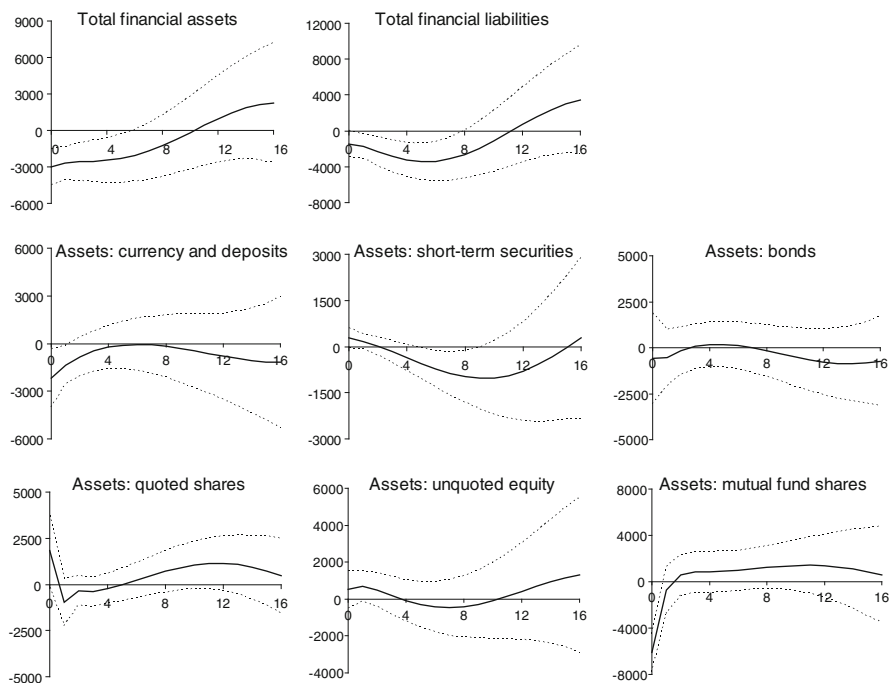 Total financial assets
9000
6000
3000
0
-3000
-6000
0 4 8 12 16
Total financial liabilities
12000
8000
4000
0
-4000
-8000
0 4 8 12 16
Assets: currency and deposits
6000
3000
0
-3000
-6000
0 4 8 12 16
Assets: short-term securities
3000
1500
0
-1500
-3000
0 4 8 12 16
Assets: bonds
5000
2500
0
-2500
-5000
0 4 8 12 16
Assets: quoted shares
5000
2500
0
-2500
-5000
0 4 8 12 16
Assets: unquoted equity
6000
4000
2000
0
-2000
-4000
0 4 8 12 16
Assets: mutual fund shares
8000
4000
0
-4000
-8000
0 4 8 12 16